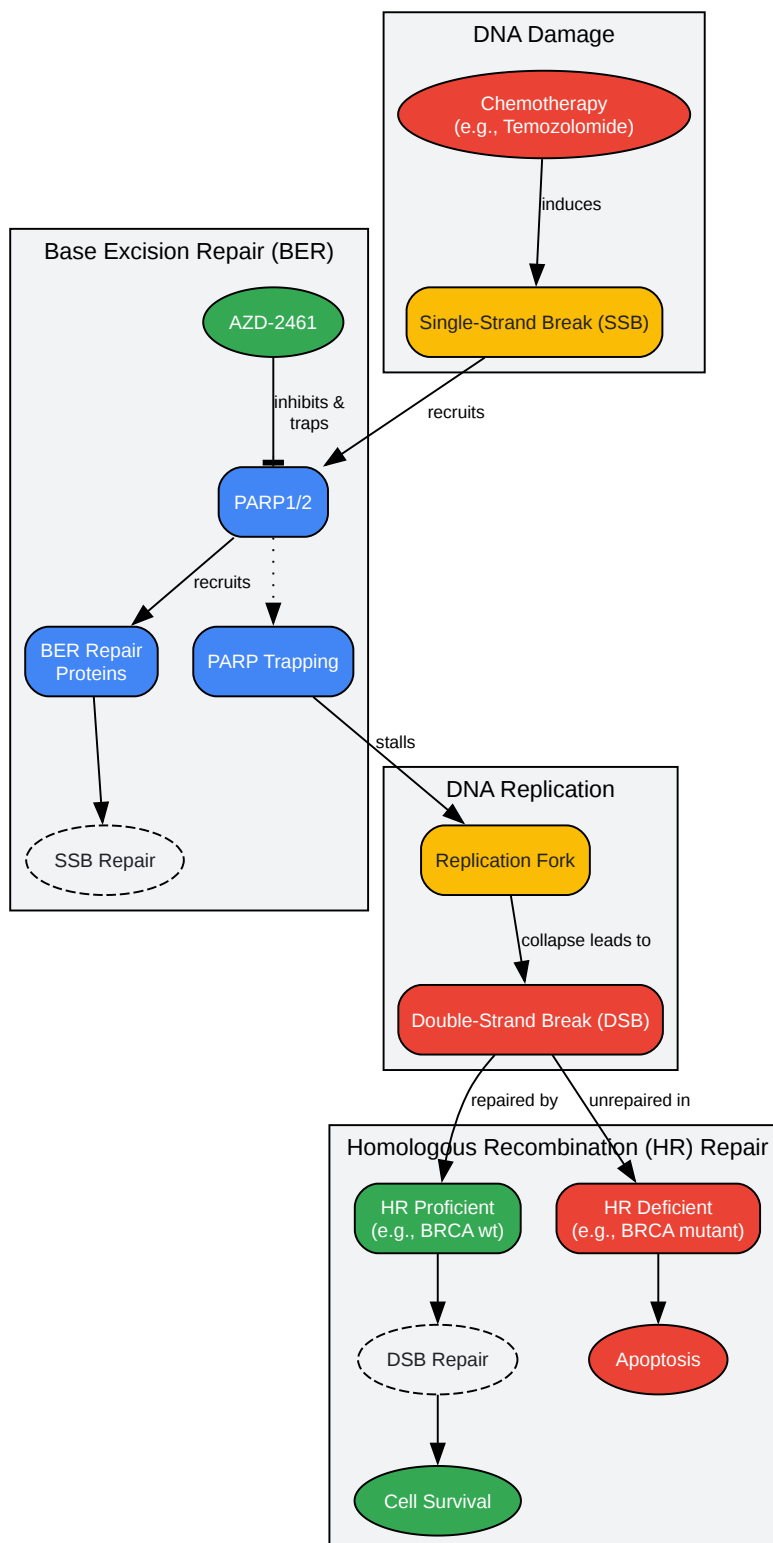 DNA Damage
Chemotherapy
(e.g., Temozolomide)
induces
Base Excision Repair (BER)
AZD-2461
Single-Strand Break (SSB)
inhibits &
traps
recruits
PARP1/2
recruits
BER Repair
Proteins
PARP Trapping
stalls
DNA Replication
SSB Repair
Replication Fork
collapse leads to
Double-Strand Break (DSB)
repaired by
unrepaired in
Homologous Recombination (HR) Repair
HR Proficient
(e.g., BRCA wt)
HR Deficient
(e.g., BRCA mutant)
DSB Repair
Apoptosis
Cell Survival